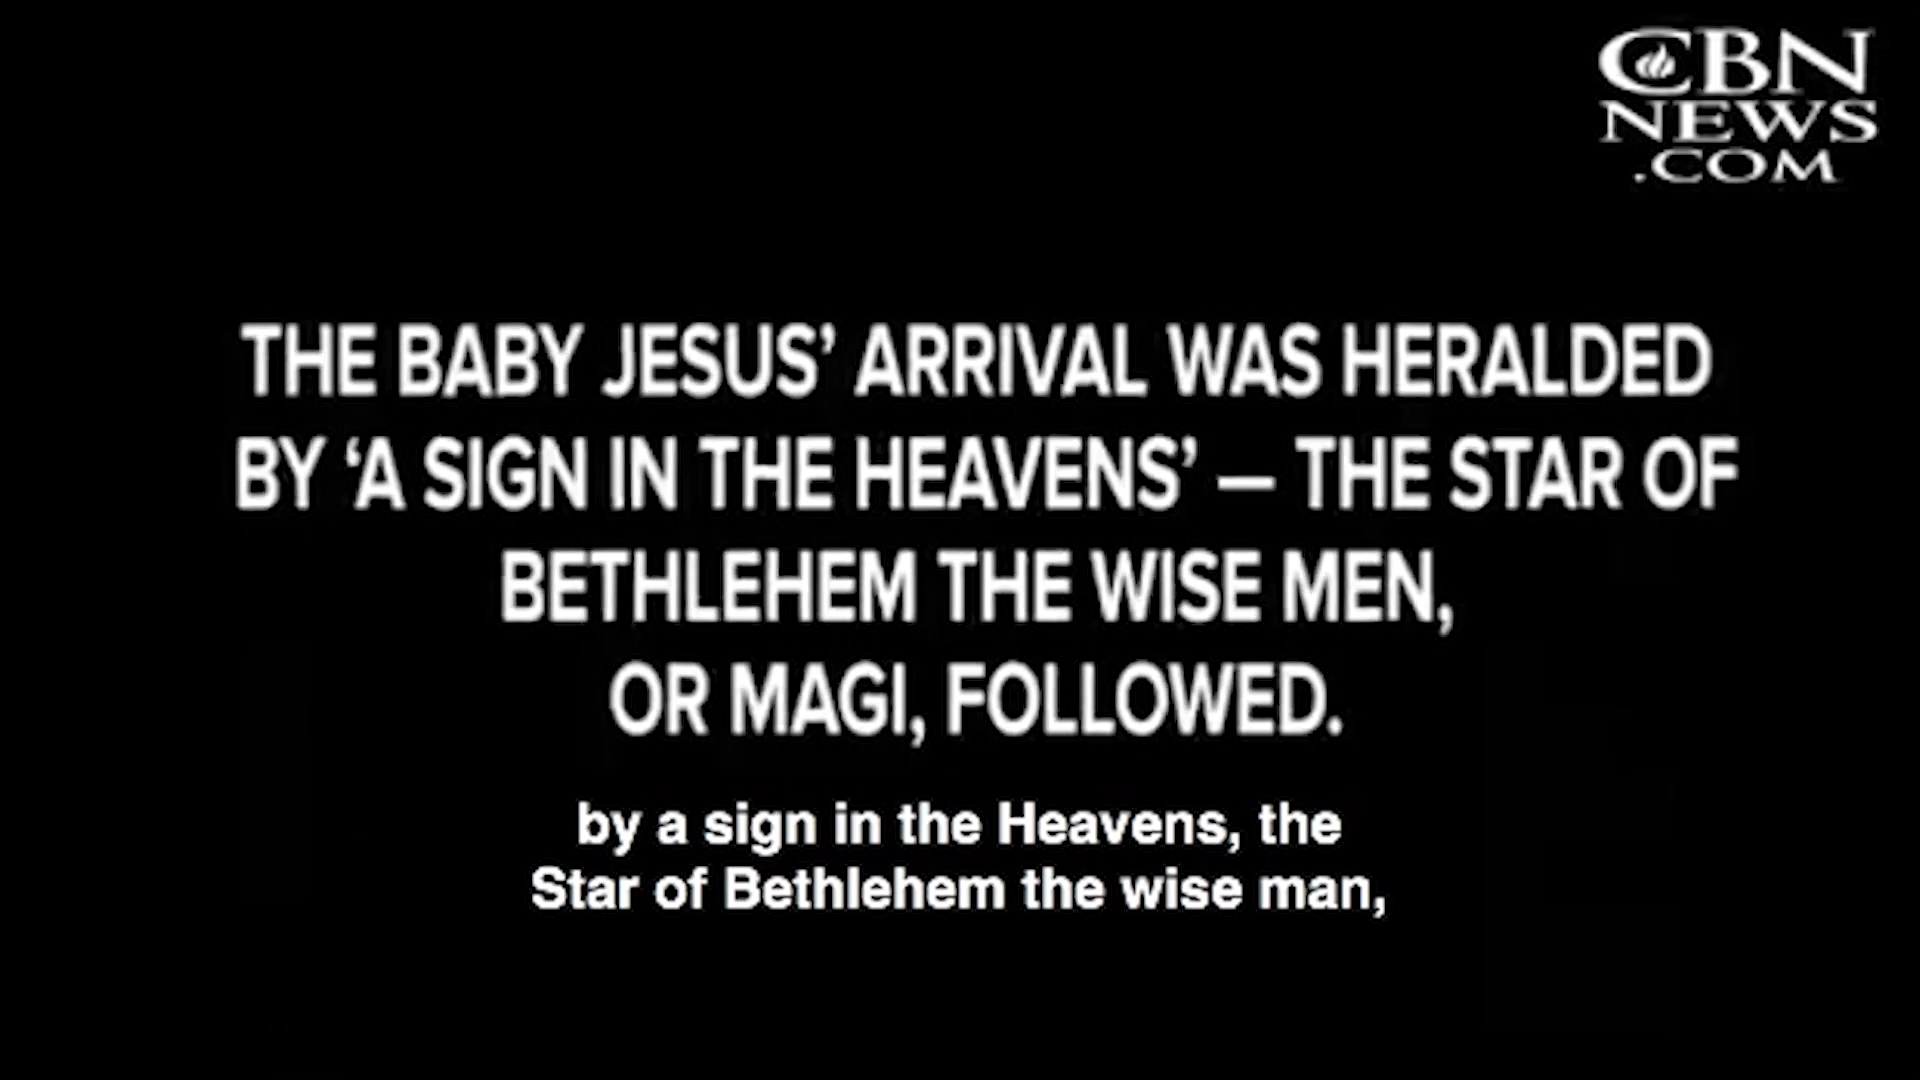 CBN
NEWS
.COM
THE BABY JESUS’ ARRIVAL WAS HERALDED
BY ‘A SIGN IN THE HEAVENS’ — THE STAR OF
BETHLEHEM THE WISE MEN,
OR MAGI, FOLLOWED.
by a sign in the Heavens, the
Star of Bethlehem the wise man,